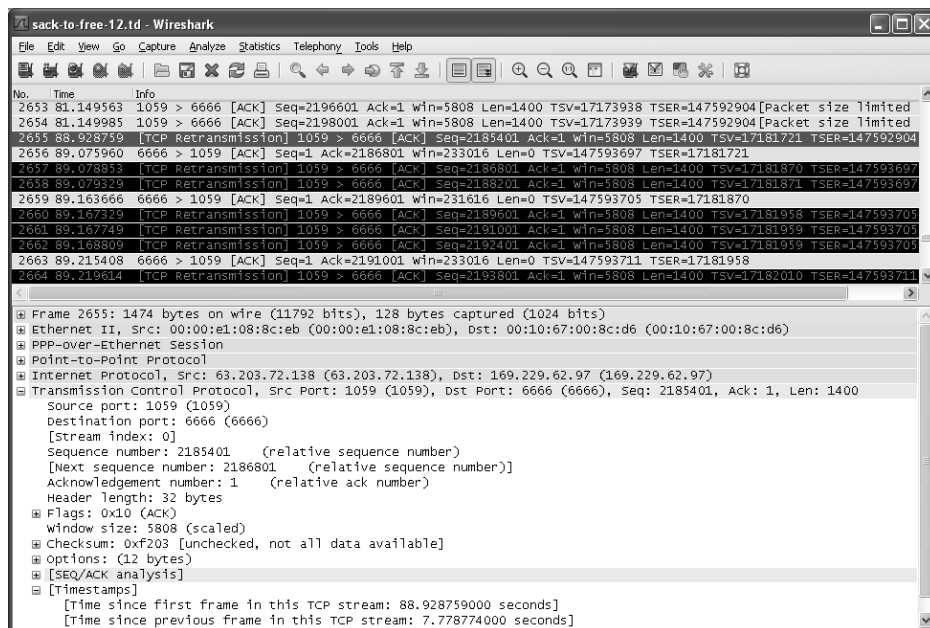 sack-to-free-12.td - Wireshark
File Edit View Go Capture Analyze Statistics Telephony Tools Help
No. Time Info
2653 81.149563 1059 > 6666 [ACK] Seq=2196601 Ack=1 Win=5808 Len=1400 TSV=17173938 TSER=147592904[Packet size limited
2654 81.149985 1059 > 6666 [ACK] Seq=2198001 Ack=1 Win=5808 Len=1400 TSV=17173939 TSER=147592904[Packet size limited
2655 88.928759 [TCP Retransmission] 1059 > 6666 [ACK] Seq=2185401 Ack=1 Win=5808 Len=1400 TSV=17181721 TSER=147592904
2656 89.075960 6666 > 1059 [ACK] Seq=1 Ack=2186801 Win=233016 Len=0 TSV=147593697 TSER=17181721
2657 89.078853 [TCP Retransmission] 1059 > 6666 [ACK] Seq=2186801 Ack=1 Win=5808 Len=1400 TSV=17181870 TSER=147593697
2658 89.079329 [TCP Retransmission] 1059 > 6666 [ACK] Seq=2188201 Ack=1 Win=5808 Len=1400 TSV=17181871 TSER=147593697
2659 89.163666 6666 > 1059 [ACK] Seq=1 Ack=2189601 Win=231616 Len=0 TSV=147593705 TSER=17181870
2660 89.167329 [TCP Retransmission] 1059 > 6666 [ACK] Seq=2189601 Ack=1 Win=5808 Len=1400 TSV=17181958 TSER=147593705
2661 89.167749 [TCP Retransmission] 1059 > 6666 [ACK] Seq=2191001 Ack=1 Win=5808 Len=1400 TSV=17181959 TSER=147593705
2662 89.168809 [TCP Retransmission] 1059 > 6666 [ACK] Seq=2192401 Ack=1 Win=5808 Len=1400 TSV=17181959 TSER=147593705
2663 89.215408 6666 > 1059 [ACK] Seq=1 Ack=2191001 Win=233016 Len=0 TSV=147593711 TSER=17181958
2664 89.219614 [TCP Retransmission] 1059 > 6666 [ACK] Seq=2193801 Ack=1 Win=5808 Len=1400 TSV=17182010 TSER=147593711
Frame 2655: 1474 bytes on wire (11792 bits), 128 bytes captured (1024 bits)
Ethernet II, Src: 00:00:e1:08:8c:eb (00:00:e1:08:8c:eb), Dst: 00:10:67:00:8c:d6 (00:10:67:00:8c:d6)
PPP-over-Ethernet Session
Point-to-Point Protocol
Internet Protocol, Src: 63.203.72.138 (63.203.72.138), Dst: 169.229.62.97 (169.229.62.97)
Transmission Control Protocol, Src Port: 1059 (1059), Dst Port: 6666 (6666), Seq: 2185401, Ack: 1, Len: 1400
Source port: 1059 (1059)
Destination port: 6666 (6666)
[Stream index: 0]
Sequence number: 2185401 (relative sequence number)
[Next sequence number: 2186801 (relative sequence number)]
Acknowledgement number: 1 (relative ack number)
Header length: 32 bytes
Flags: 0x10 (ACK)
Window size: 5808 (scaled)
Checksum: 0xf203 [unchecked, not all data available]
Options: (12 bytes)
[SEQ/ACK analysis]
[Timestamps]
[Time since first frame in this TCP stream: 88.928759000 seconds]
[Time since previous frame in this TCP stream: 7.778774000 seconds]